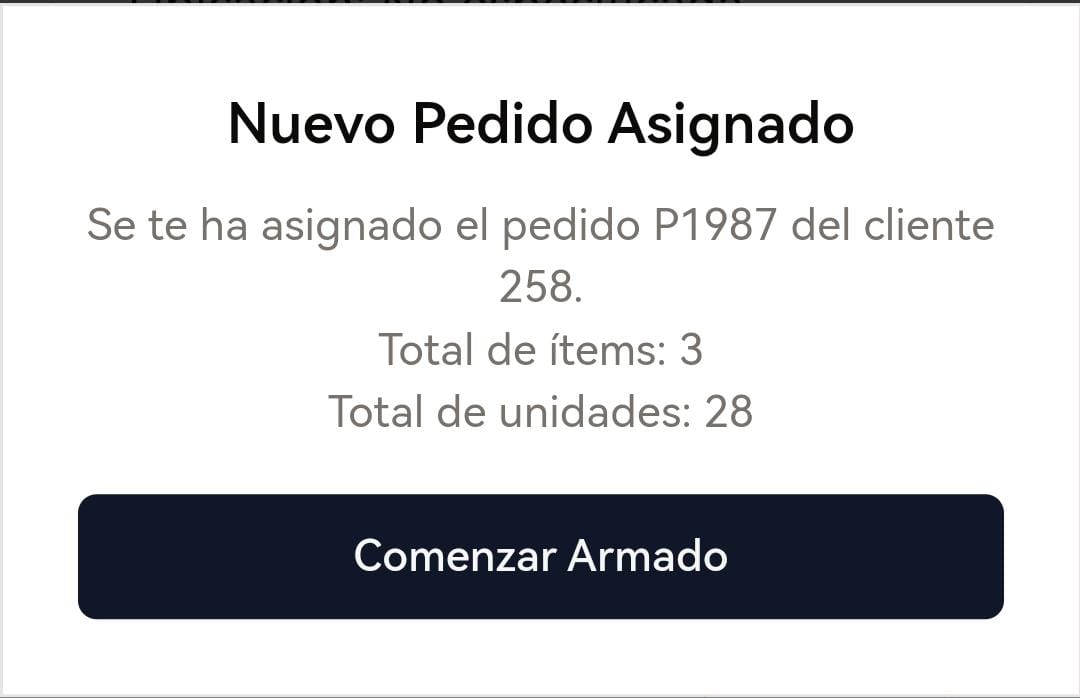 Nuevo Pedido Asignado
Se te ha asignado el pedido P1987 del cliente
258.
Total de ítems: 3
Total de unidades: 28
Comenzar Armado